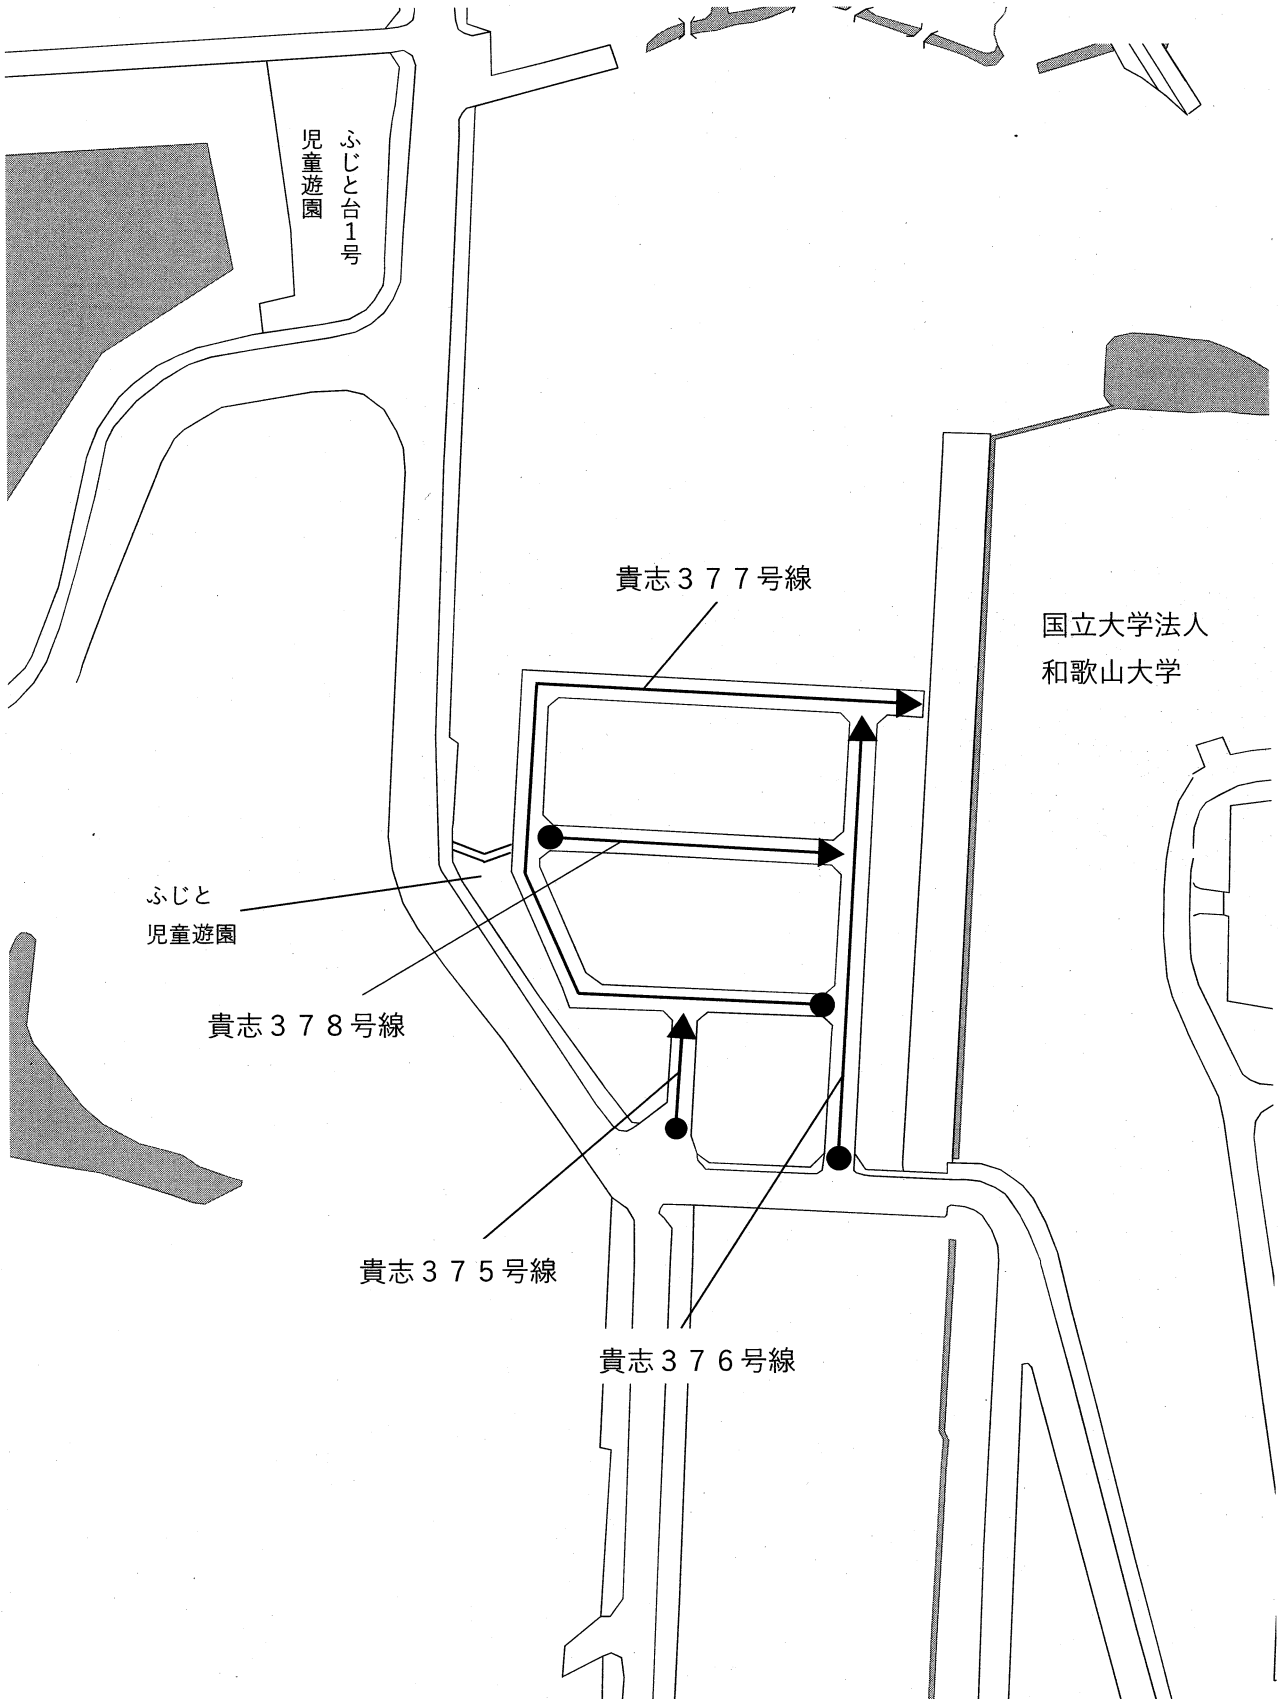 ふじと台1号
児童遊園
貴志３７７号線
国立大学法人
和歌山大学
ふじと
児童遊園
貴志３７８号線
貴志３７５号線
貴志３７６号線